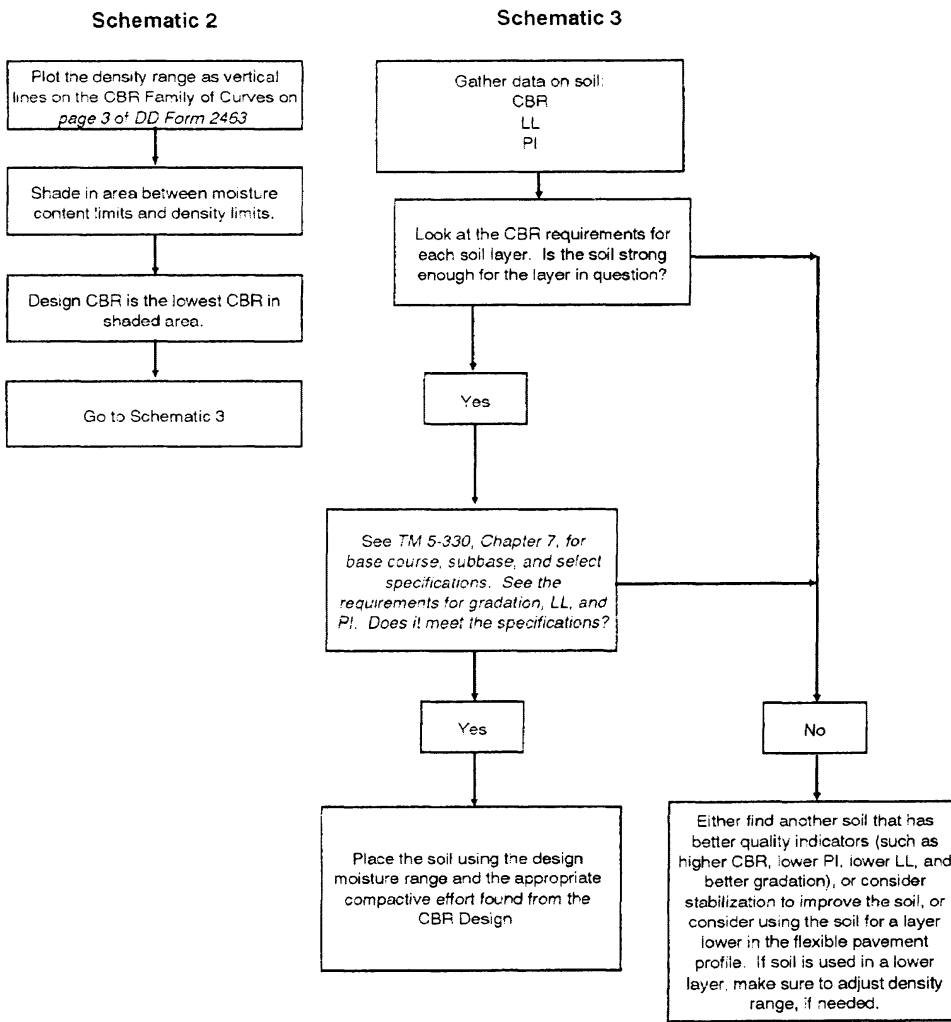 Schematic 2
Plot the density range as vertical
lines on the CBR Family of Curves on
page 3 of DD Form 2463
Shade in area between moisture
content limits and density limits.
Design CBR is the lowest CBR in
shaded area.
Go to Schematic 3
Schematic 3
Gather data on soil:
CBR
LL
PI
Look at the CBR requirements for
each soil layer. Is the soil strong
enough for the layer in question?
Yes
See TM 5-330, Chapter 7, for
base course, subbase, and select
specifications. See the
requirements for gradation, LL, and
PI. Does it meet the specifications?
Yes
Place the soil using the design
moisture range and the appropriate
compactive effort found from the
CBR Design
No
Either find another soil that has
better quality indicators (such as
higher CBR, lower PI, lower LL, and
better gradation), or consider
stabilization to improve the soil, or
consider using the soil for a layer
lower in the flexible pavement
profile. If soil is used in a lower
layer, make sure to adjust density
range, if needed.